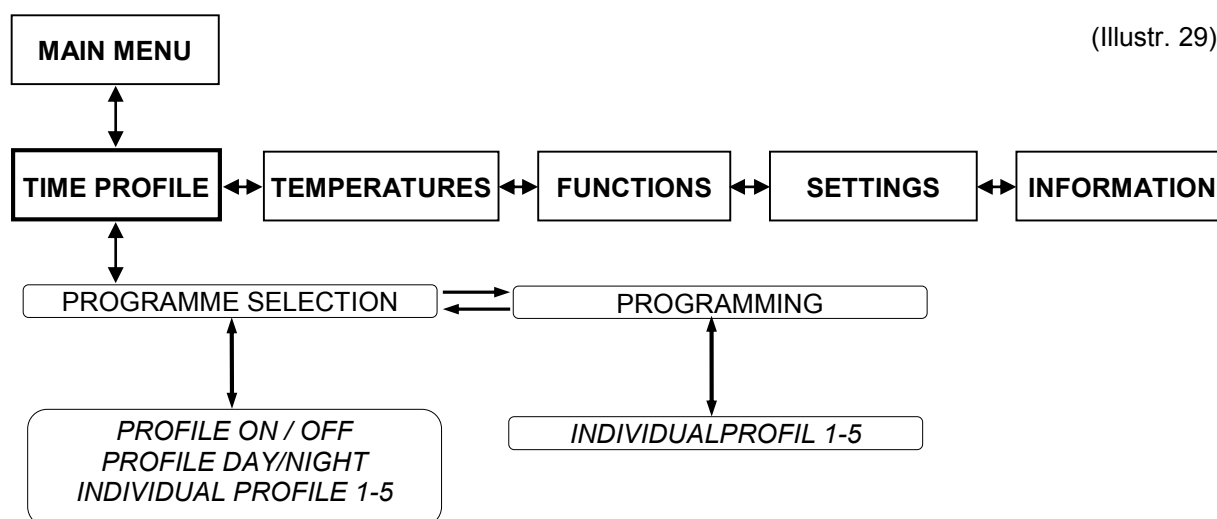 MAIN MENU
(Illustr. 29)
TIME PROFILE
TEMPERATURES
FUNCTIONS
SETTINGS
INFORMATION
PROGRAMME SELECTION
PROGRAMMING
PROFILE ON / OFF
PROFILE DAY/NIGHT
INDIVIDUAL PROFILE 1-5
INDIVIDUALPROFIL 1-5